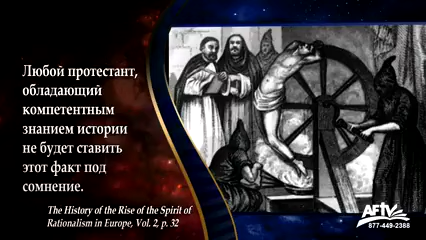 Любой протестант,
обладающий
компетентным
знанием истории
не будет ставить
этот факт под
сомнение.
The History of the Rise of the Spirit of
Rationalism in Europe, Vol. 2, p. 32
AFTV
877-449-2388